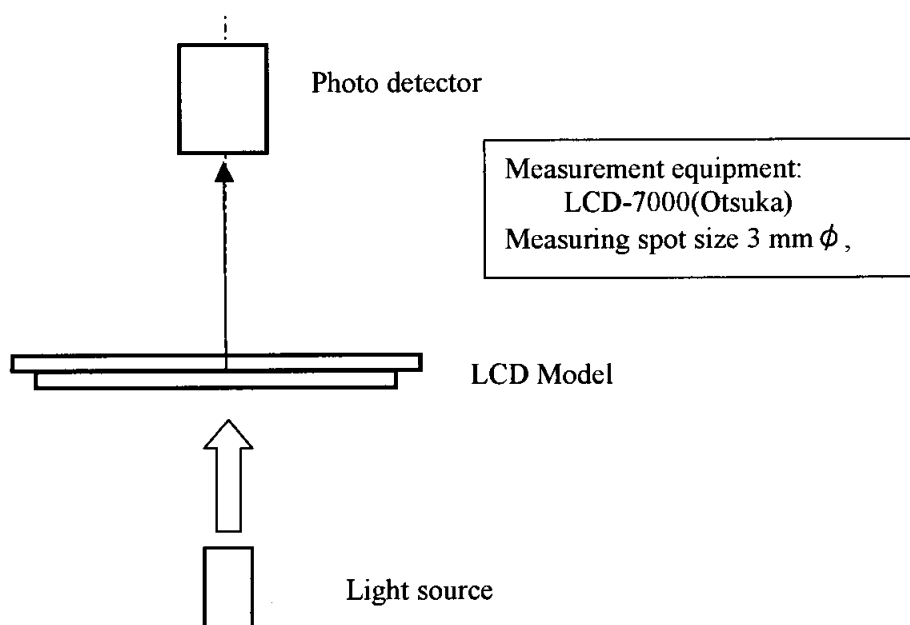 Photo detector
Measurement equipment:
LCD-7000(Otsuka)
Measuring spot size 3 mm ϕ,
LCD Model
Light source